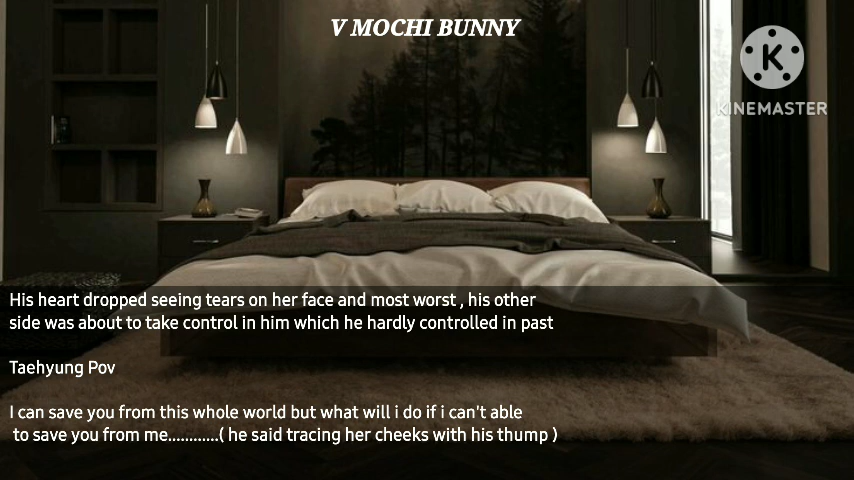 V MOCHI BUNNY
K
KINEMASTER
His heart dropped seeing tears on her face and most worst , his other
side was about to take control in him which he hardly controlled in past
Taehyung Pov
I can save you from this whole world but what will i do if i can't able
to save you from me............( he said tracing her cheeks with his thump )